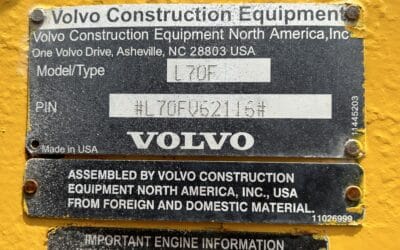 Volvo Construction Equipment
Volvo Construction Equipment North America,Inc
One Volvo Drive, Asheville, NC 28803 USA
Model/Type L70F
PIN #L70FV62116#
Made in USA
VOLVO
11445203
ASSEMBLED BY VOLVO CONSTRUCTION
EQUIPMENT NORTH AMERICA, INC., USA
FROM FOREIGN AND DOMESTIC MATERIAL.
11026999
IMPORTANT ENGINE INFORMATION